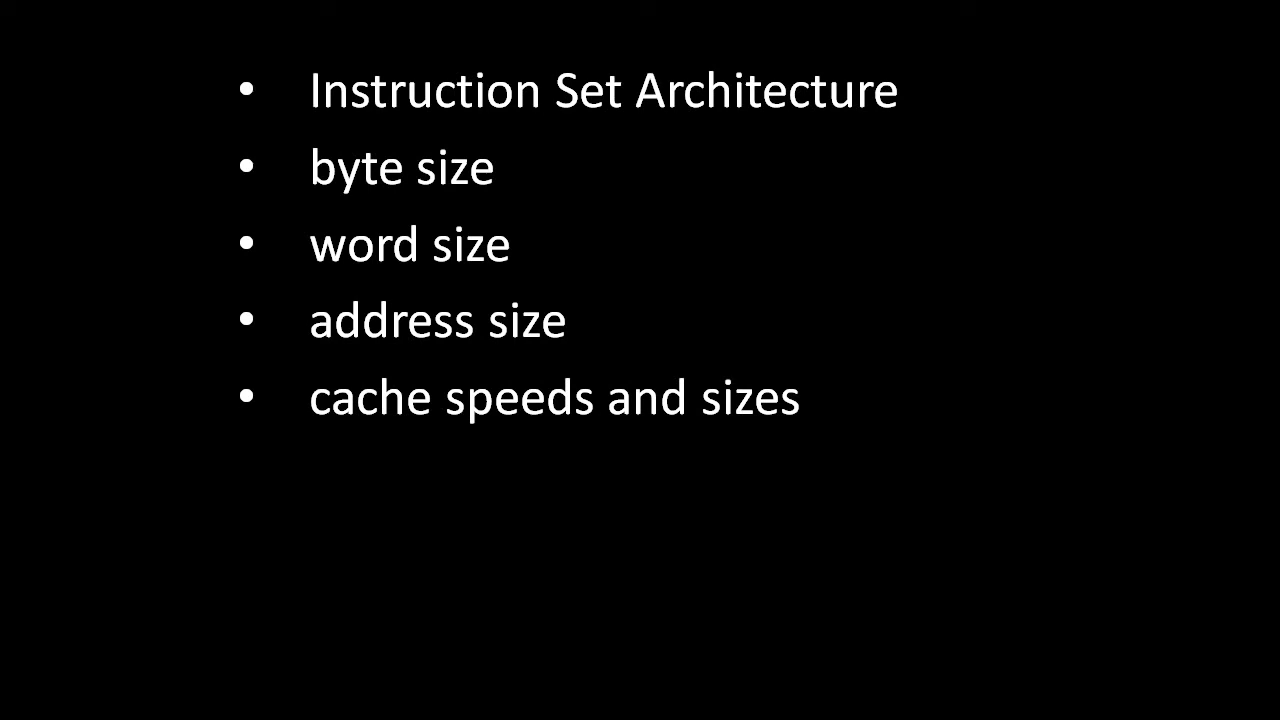 • Instruction Set Architecture
• byte size
• word size
• address size
• cache speeds and sizes